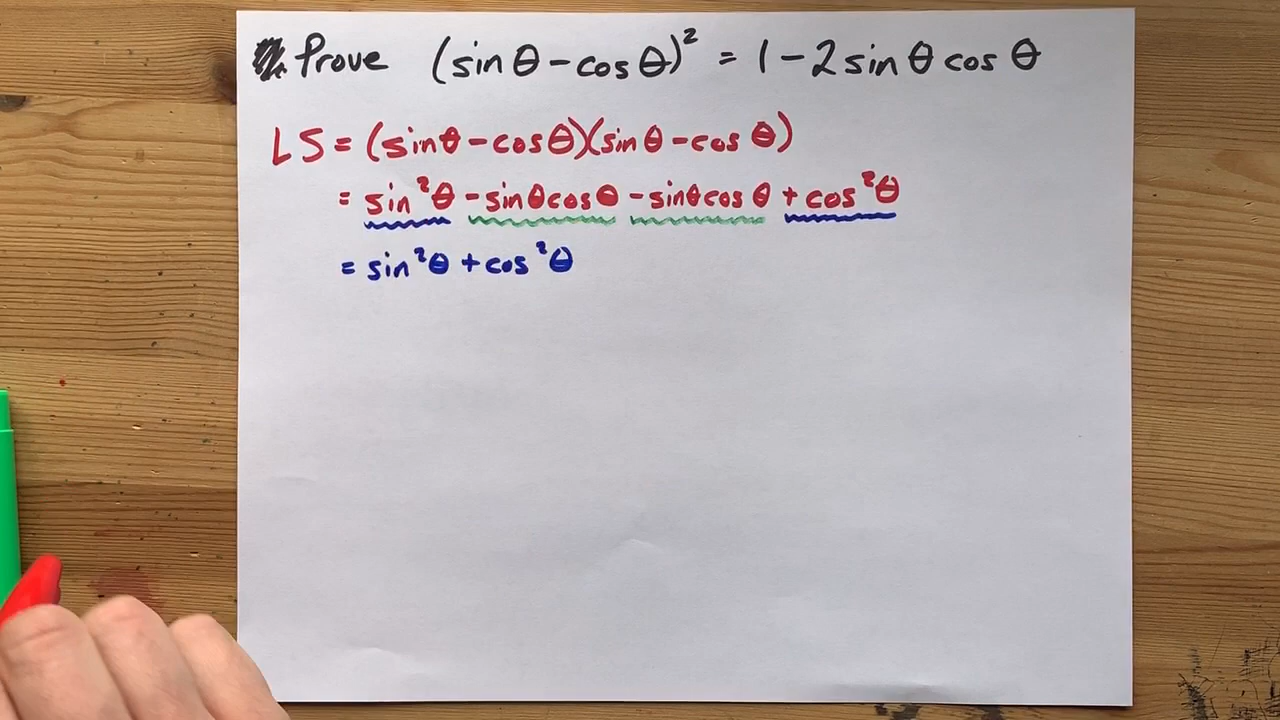 Prove (sin θ - cos θ)² = 1 - 2 sin θ cos θ
LS = (sin θ - cos θ)(sin θ - cos θ)
= sin²θ - sin θ cos θ - sin θ cos θ + cos²θ
= sin²θ + cos²θ